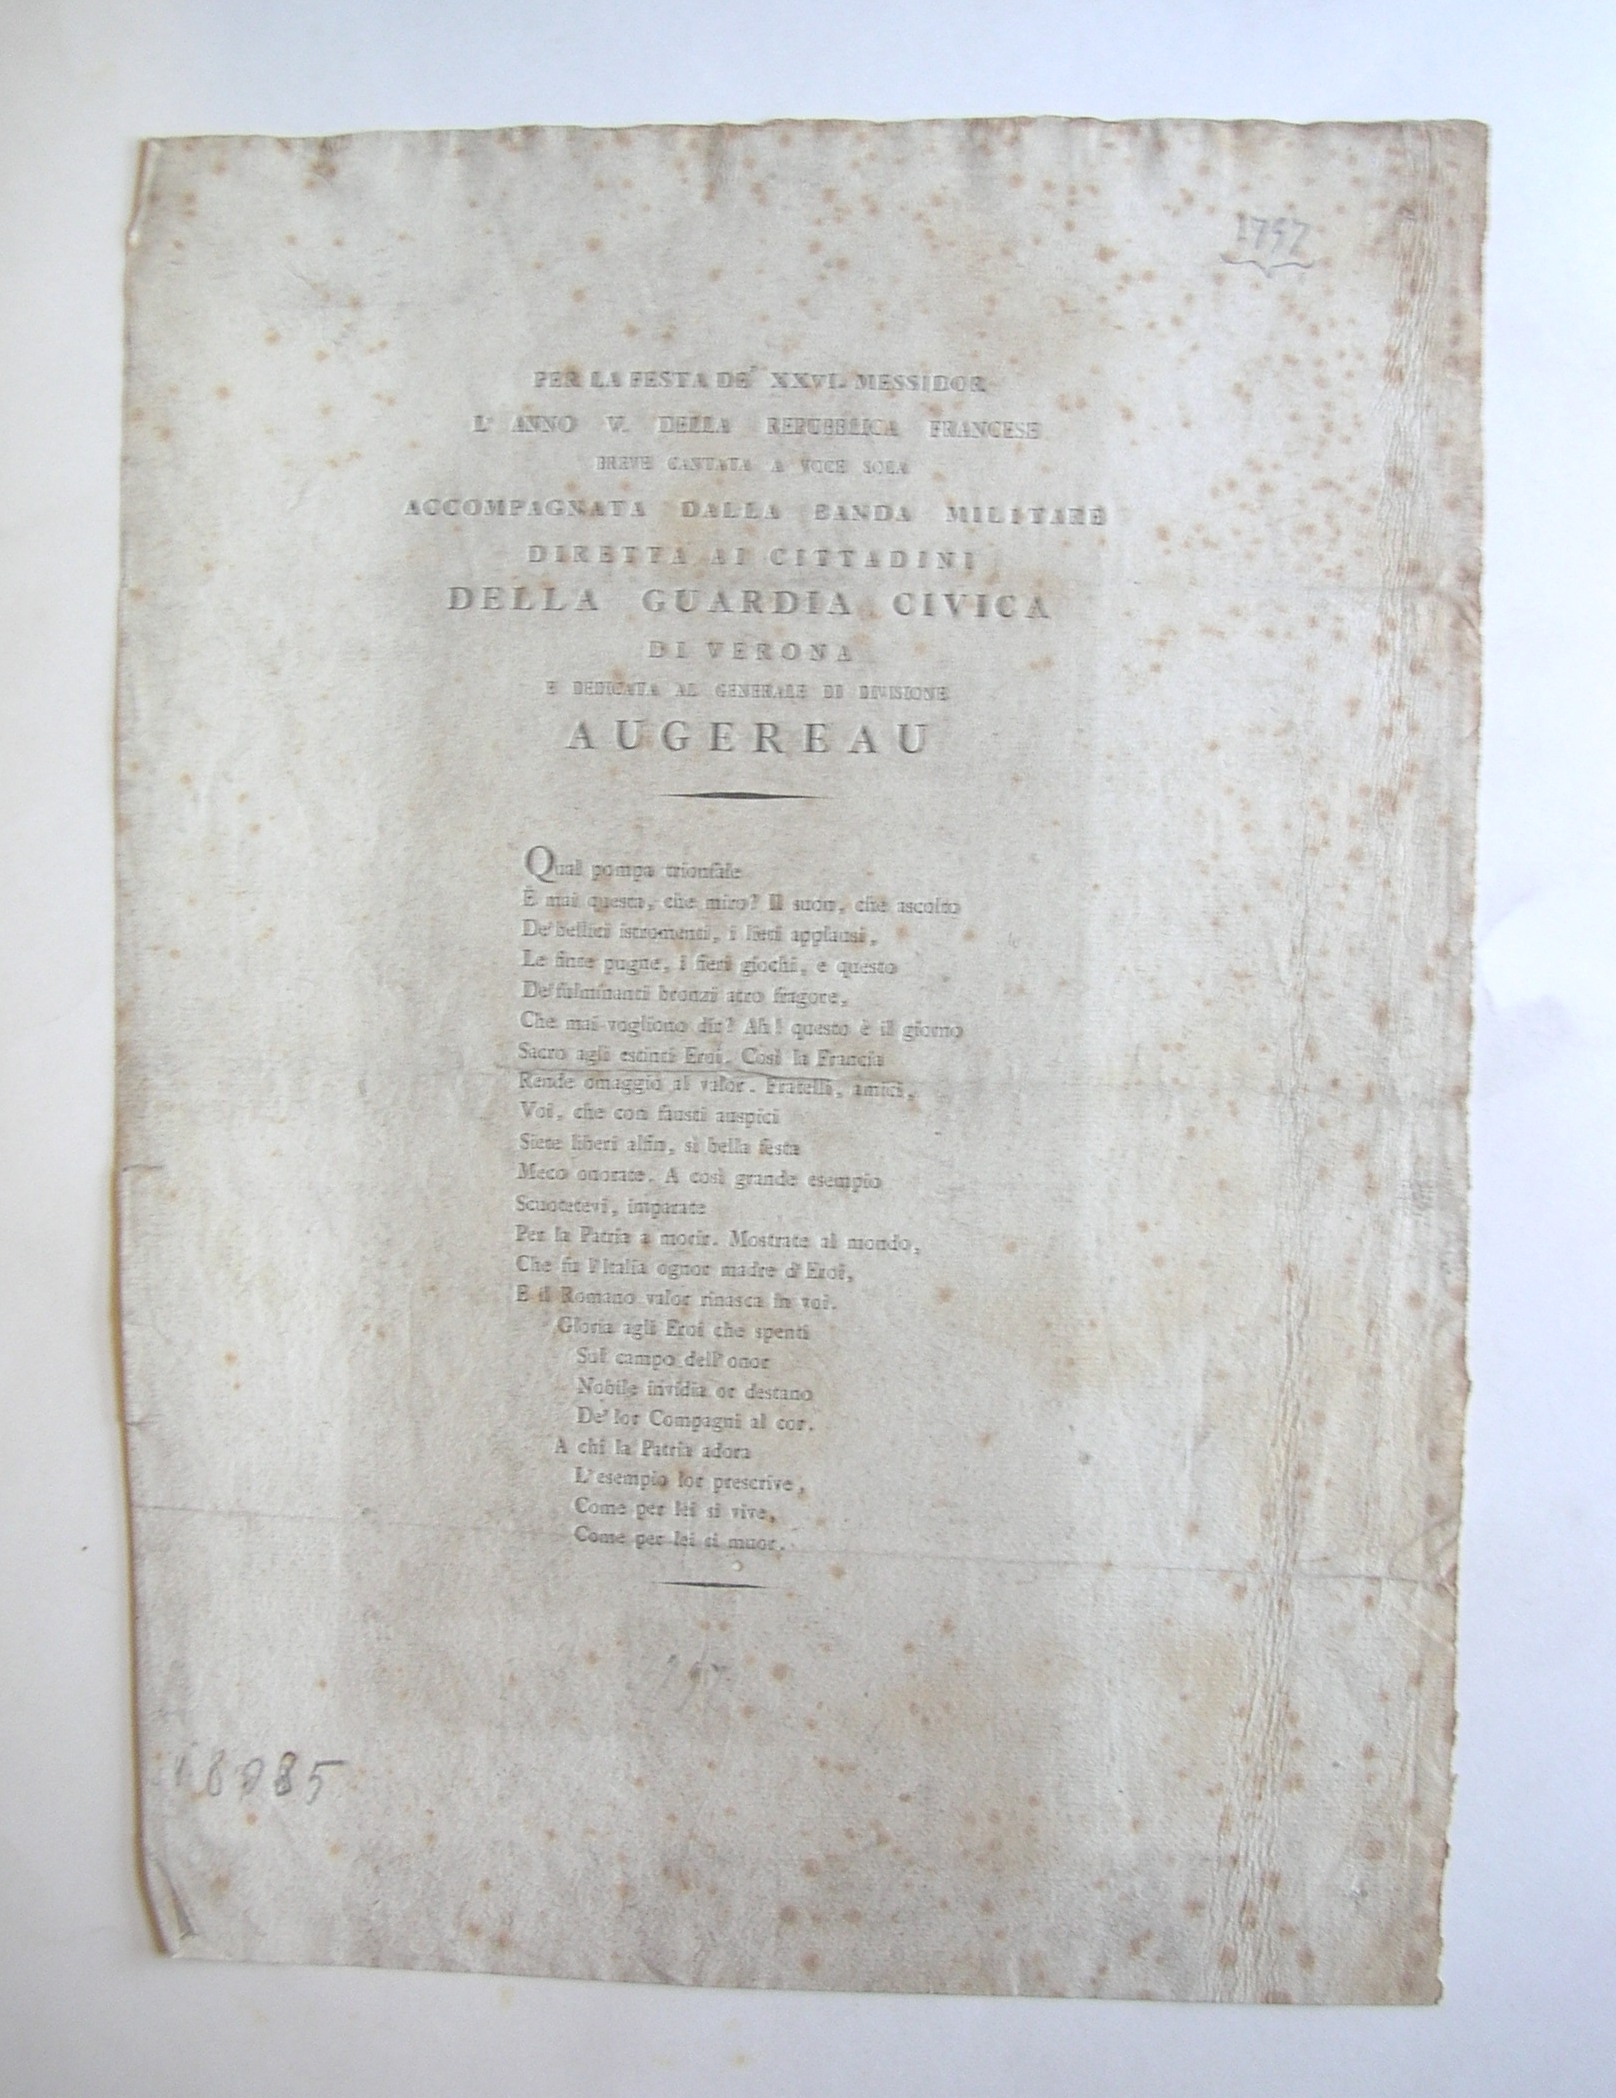 1797
PER LA FESTA DE' XXVI. MESSIDOR
L' ANNO V. DELLA REPUBBLICA FRANCESE
BREVE CANTATA A VOCE SOLA
ACCOMPAGNATA DALLA BANDA MILITARE
DIRETTA AI CITTADINI
DELLA GUARDIA CIVICA
DI VERONA
E DEDICATA AL GENERALE DI DIVISIONE
AUGEREAU
Qual pompa trionfale
È mai questa, che miro? Il suon, che ascolto
De' bellici istromenti, i lieti applausi,
Le finte pugne, i fieri giochi, e questo
De' fulminanti bronzi atro fragore,
Che mai vogliono dir? Ah! questo è il giorno
Sacro agli estinti Eroi. Così la Francia
Rende omaggio al valor. Fratelli, amici,
Voi, che con fausti auspici
Siete liberi alfin, sì bella festa
Meco onorate. A così grande esempio
Scuotetevi, imparate
Per la Patria a morir. Mostrate al mondo,
Che fu l'Italia ognor madre d' Eroi,
E il Romano valor rinasca in voi.
Gloria agli Eroi che spenti
Sul campo dell' onor
Nobile invidia or destano
De' lor Compagni al cor.
A chi la Patria adora
L' esempio lor prescrive,
Come per lei si vive,
Come per lei si muor.